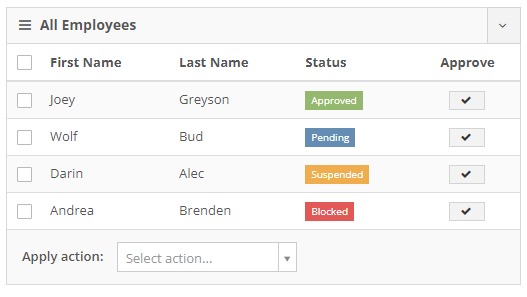 All Employees
First Name Last Name Status Approve
Joey Greyson Approved
Wolf Bud Pending
Darin Alec Suspended
Andrea Brenden Blocked
Apply action: Select action...